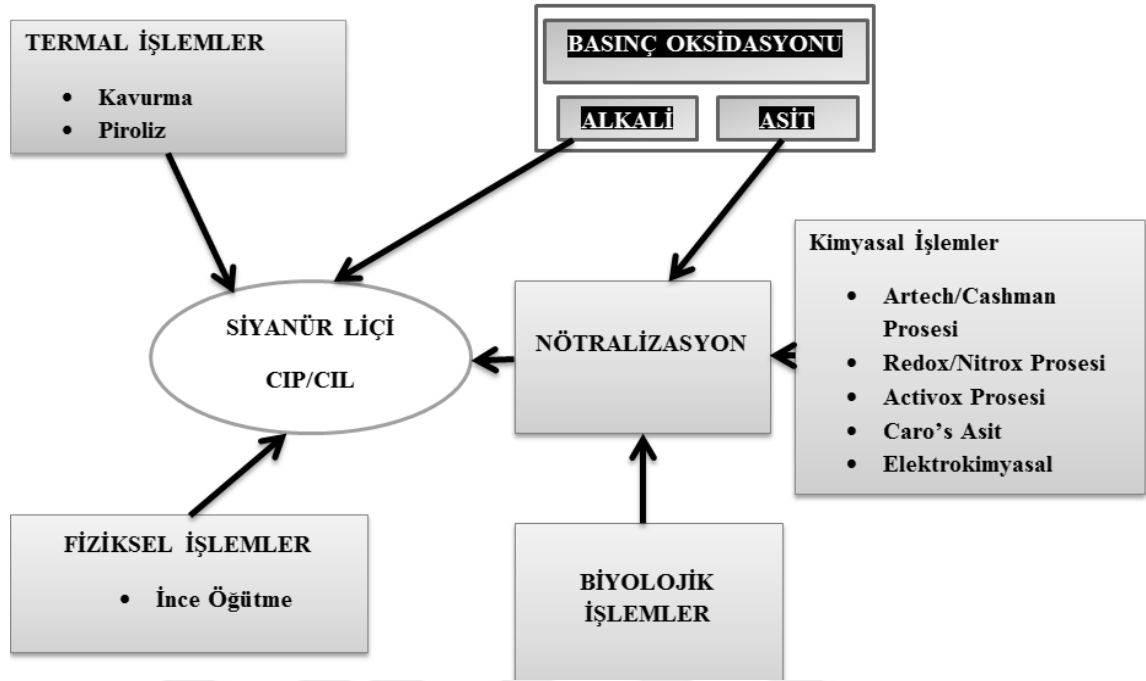 TERMAL İŞLEMLER
• Kavurma
• Piroliz
BASINÇ OKSİDASYONU
ALKALİ
ASİT
SİYANÜR LİÇİ
CIP/CIL
NÖTRALİZASYON
Kimyasal İşlemler
• Artech/Cashman
Prosesi
• Redox/Nitrox Prosesi
• Activox Prosesi
• Caro’s Asit
• Elektrokimyasal
FİZİKSEL İŞLEMLER
• İnce Öğütme
BİYOLOJİK
İŞLEMLER